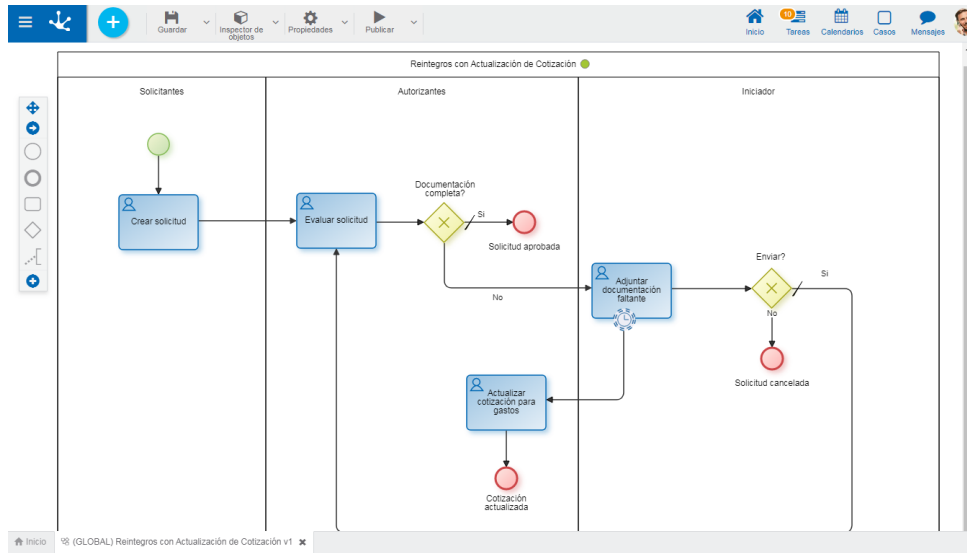 Guardar
Inspector de
objetos
Propiedades
Publicar
Inicio
10
Tareas
Calendarios
Casos
Mensajes
Reintegros con Actualización de Cotización
Solicitantes
Autorizantes
Iniciador
Crear solicitud
Evaluar solicitud
Documentación
completa?
Si
Solicitud aprobada
No
Adjuntar
documentación
faltante
Enviar?
Si
No
Solicitud cancelada
Actualizar
cotización para
gastos
Cotización
actualizada
Inicio
(GLOBAL) Reintegros con Actualización de Cotización v1